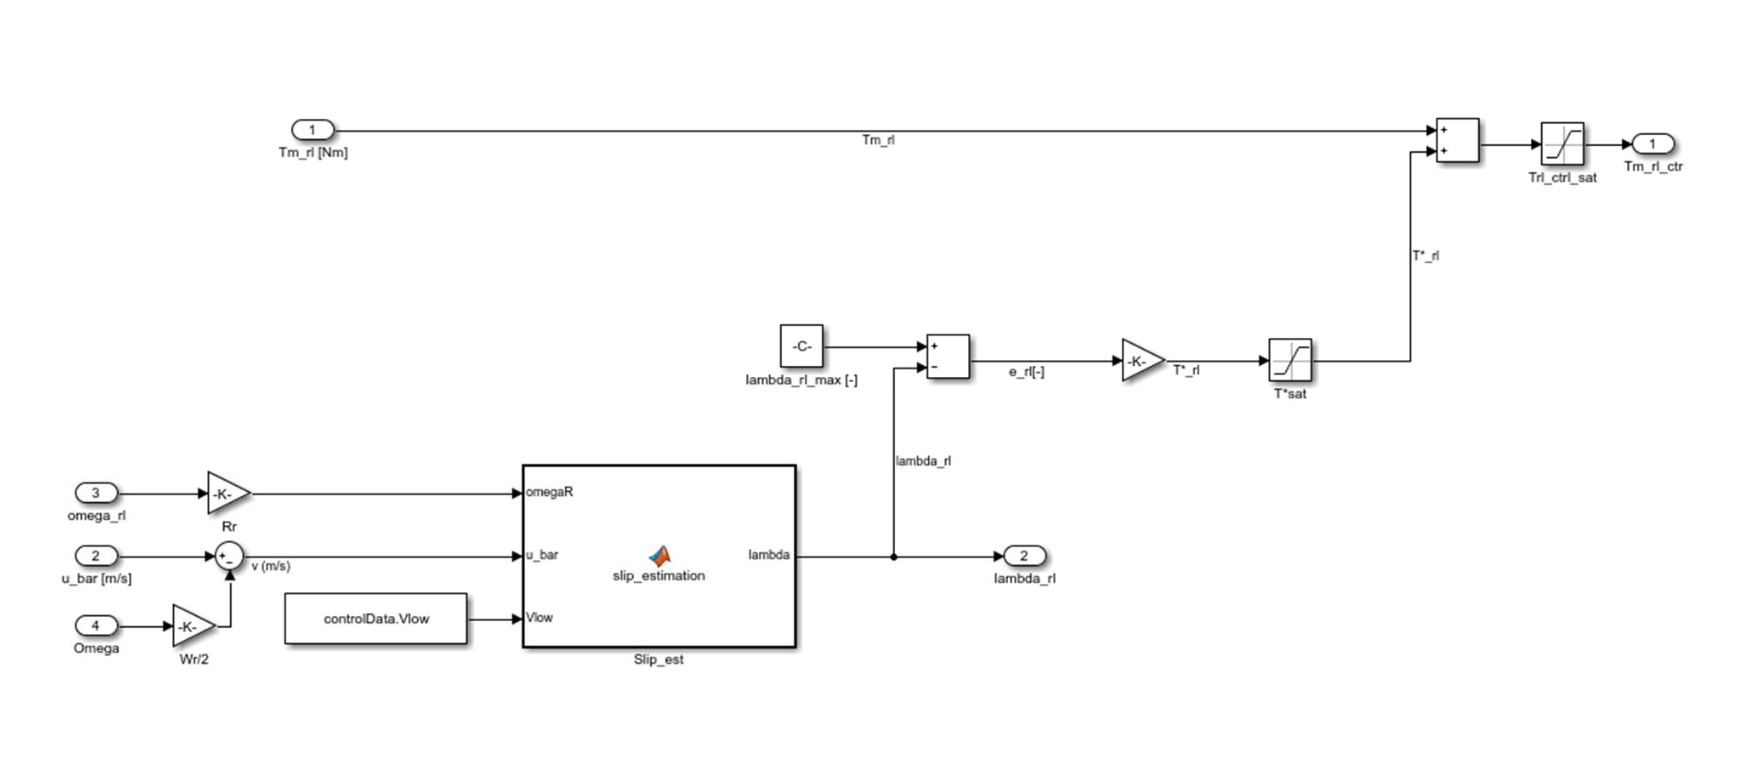 1
Tm_rl [Nm]
Tm_rl
+
+
Trl_ctrl_sat
1
Tm_rl_ctr
T*_rl
-C-
lambda_rl_max [-]
+
−
e_rl[-]
-K-
T*_rl
T*sat
lambda_rl
3
omega_rl
-K-
Rr
omegaR
2
u_bar [m/s]
+
−
v (m/s)
u_bar
slip_estimation
lambda
2
lambda_rl
4
Omega
-K-
Wr/2
controlData.Vlow
Vlow
Slip_est